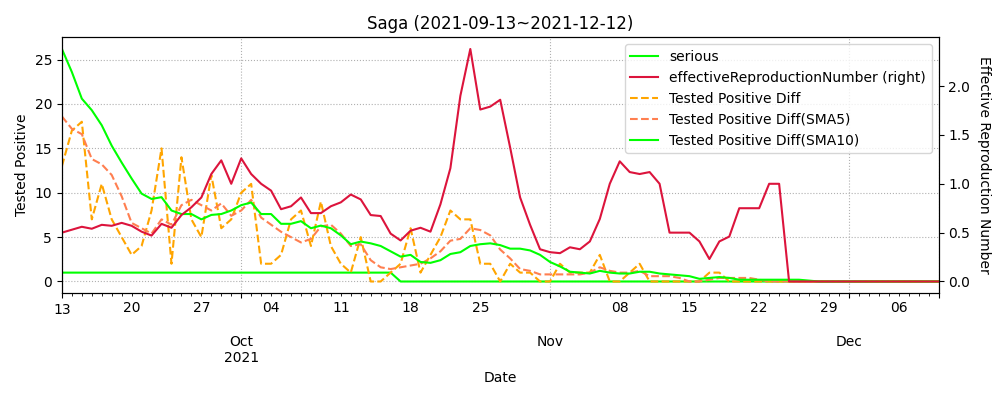 Saga (2021-09-13~2021-12-12)
serious
effectiveReproductionNumber (right)
Tested Positive Diff
Tested Positive Diff(SMA5)
Tested Positive Diff(SMA10)
Tested Positive
25
20
15
10
5
0
Effective Reproduction Number
2.0
1.5
1.0
0.5
0.0
13 20 27 04 11 18 25 08 15 22 29 06
Oct Nov Dec
2021
Date